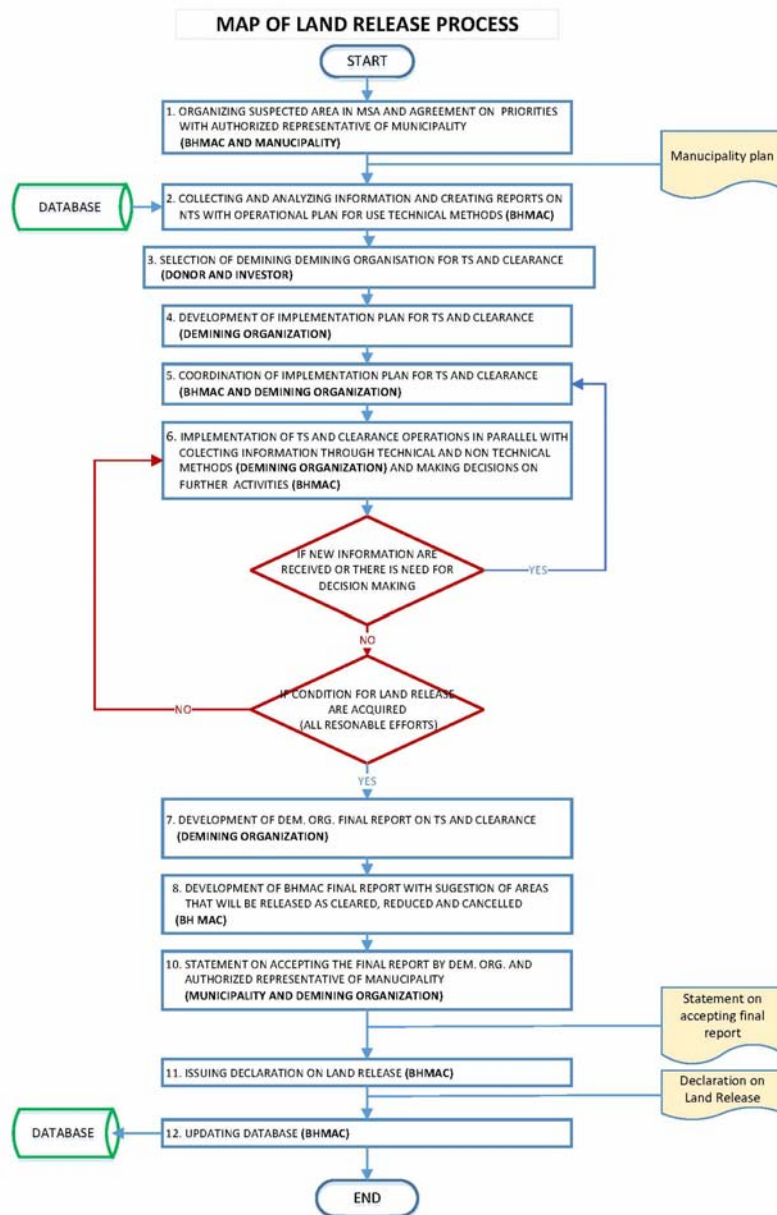 MAP OF LAND RELEASE PROCESS
START
1. ORGANIZING SUSPECTED AREA IN MSA AND AGREEMENT ON PRIORITIES
WITH AUTHORIZED REPRESENTATIVE OF MUNICIPALITY
(BHMAC AND MANUCIPALITY)
Manucipality plan
DATABASE
2. COLLECTING AND ANALYZING INFORMATION AND CREATING REPORTS ON
NTS WITH OPERATIONAL PLAN FOR USE TECHNICAL METHODS (BHMAC)
3. SELECTION OF DEMINING DEMINING ORGANISATION FOR TS AND CLEARANCE
(DONOR AND INVESTOR)
4. DEVELOPMENT OF IMPLEMENTATION PLAN FOR TS AND CLEARANCE
(DEMINING ORGANIZATION)
5. COORDINATION OF IMPLEMENTATION PLAN FOR TS AND CLEARANCE
(BHMAC AND DEMINING ORGANIZATION)
6. IMPLEMENTATION OF TS AND CLEARANCE OPERATIONS IN PARALLEL WITH
COLECTING INFORMATION THROUGH TECHNICAL AND NON TECHNICAL
METHODS (DEMINING ORGANIZATION) AND MAKING DECISIONS ON
FURTHER ACTIVITIES (BHMAC)
IF NEW INFORMATION ARE
RECEIVED OR THERE IS NEED FOR
DECISION MAKING
YES
NO
IF CONDITION FOR LAND RELEASE
ARE ACQUIRED
(ALL RESONABLE EFFORTS)
NO
YES
7. DEVELOPMENT OF DEM. ORG. FINAL REPORT ON TS AND CLEARANCE
(DEMINING ORGANIZATION)
8. DEVELOPMENT OF BHMAC FINAL REPORT WITH SUGESTION OF AREAS
THAT WILL BE RELEASED AS CLEARED, REDUCED AND CANCELLED
(BH MAC)
10. STATEMENT ON ACCEPTING THE FINAL REPORT BY DEM. ORG. AND
AUTHORIZED REPRESENTATIVE OF MANUCIPALITY
(MUNICIPALITY AND DEMINING ORGANIZATION)
Statement on
accepting final
report
11. ISSUING DECLARATION ON LAND RELEASE (BHMAC)
Declaration on
Land Release
DATABASE
12. UPDATING DATABASE (BHMAC)
END